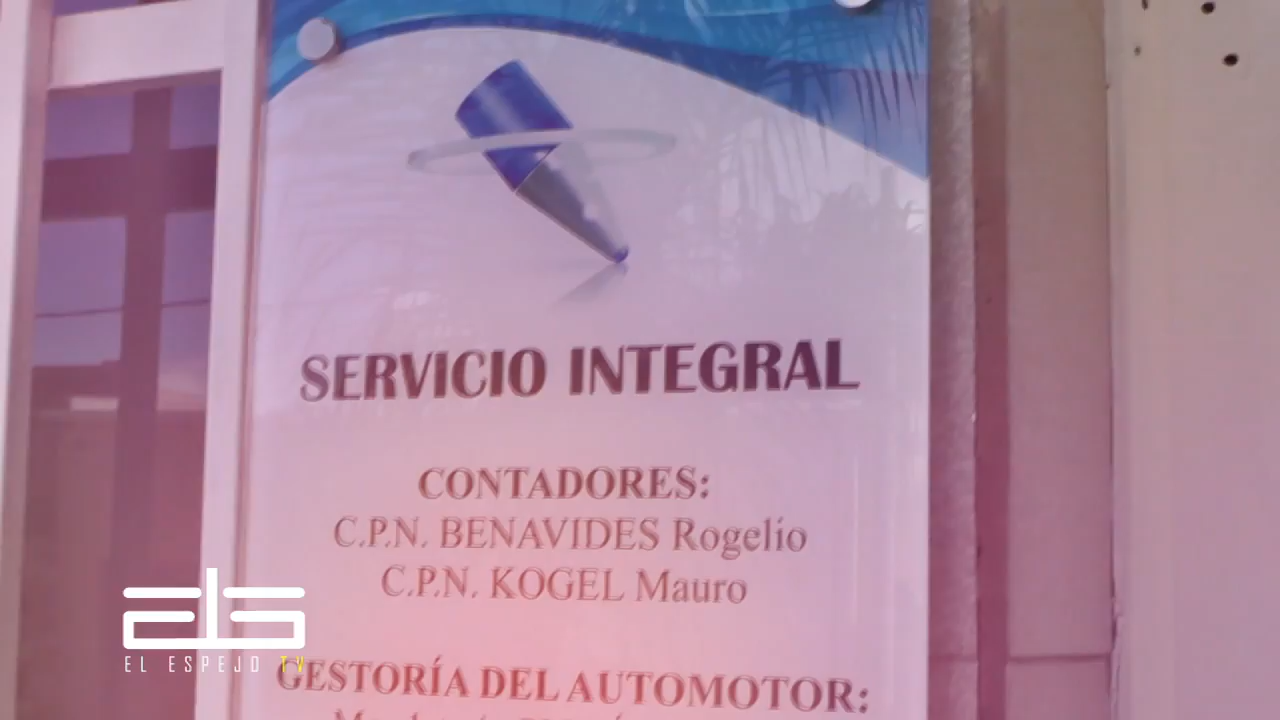 SERVICIO INTEGRAL
CONTADORES:
C.P.N. BENAVIDES Rogelio
C.P.N. KOGEL Mauro
GESTORÍA DEL AUTOMOTOR:
EL ESPEJO TV